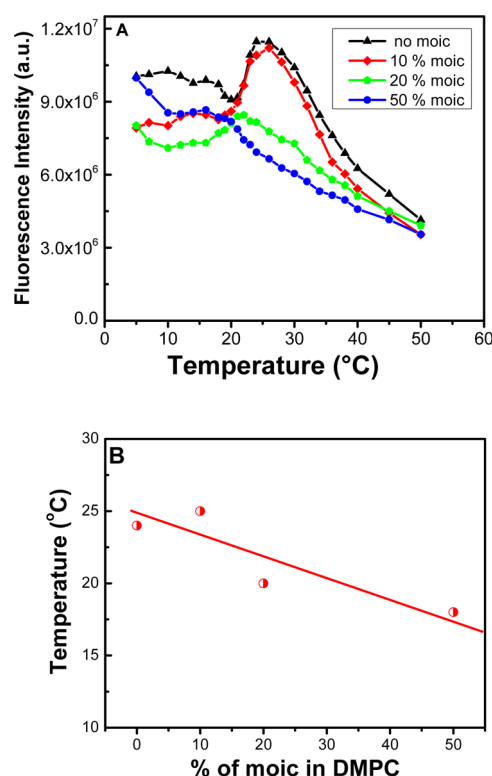 A
no moic
10 % moic
20 % moic
50 % moic
1.2x10⁷
9.0x10⁶
6.0x10⁶
3.0x10⁶
0.0
Fluorescence Intensity (a.u.)
0 10 20 30 40 50 60
Temperature (°C)
B
30
25
20
15
10
Temperature (°C)
0 10 20 30 40 50
% of moic in DMPC